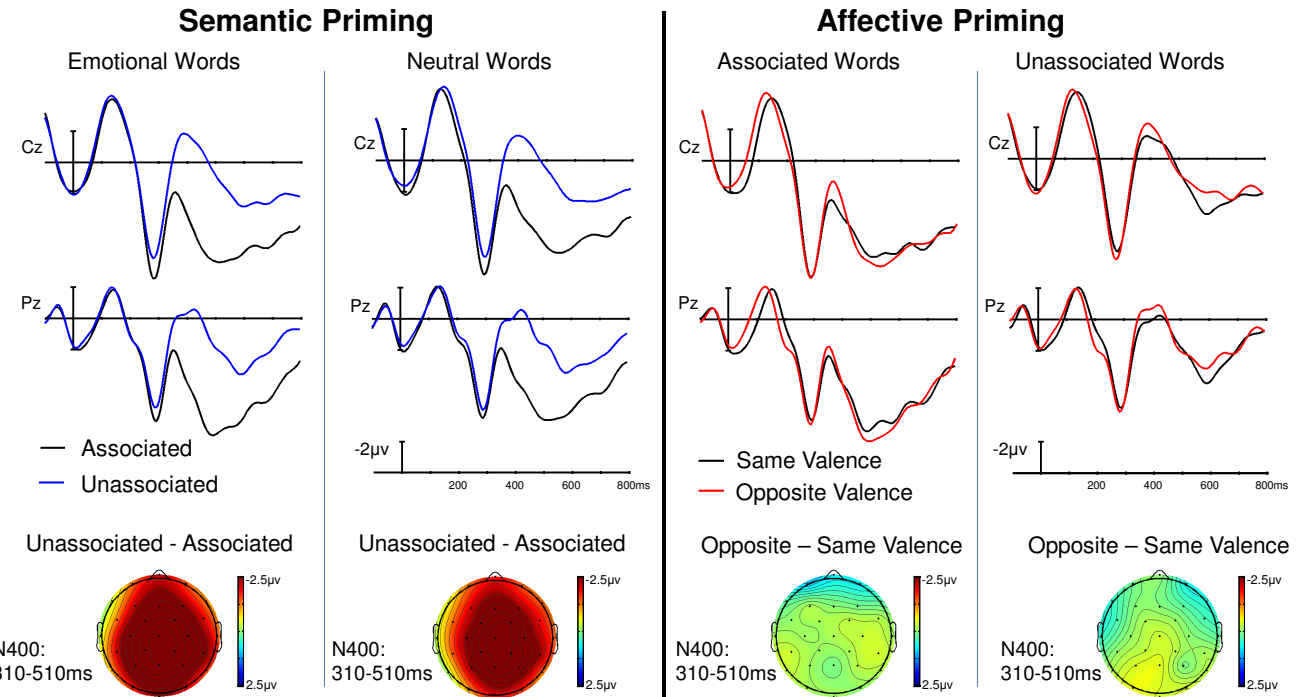 Semantic Priming
Affective Priming
Emotional Words
Neutral Words
Associated Words
Unassociated Words
Cz
Cz
Cz
Cz
Pz
Pz
Pz
Pz
Associated
Unassociated
-2μv
200 400 600 800ms
Same Valence
Opposite Valence
-2μv
200 400 600 800ms
Unassociated - Associated
Unassociated - Associated
Opposite – Same Valence
Opposite – Same Valence
-2.5μv
2.5μv
N400:
310-510ms
-2.5μv
2.5μv
N400:
310-510ms
-2.5μv
2.5μv
N400:
310-510ms
-2.5μv
2.5μv
N400:
310-510ms